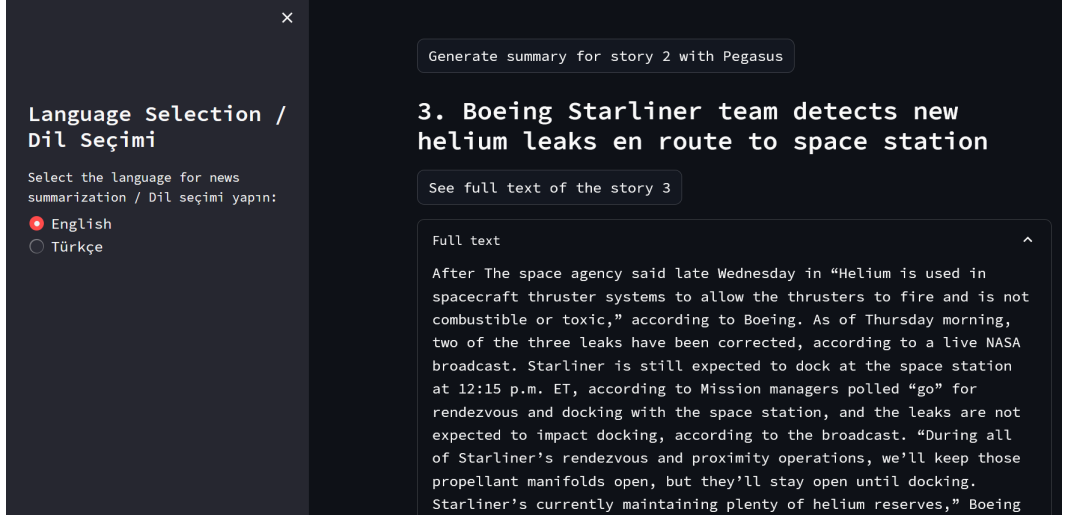 Language Selection /
Dil Seçimi
Select the language for news
summarization / Dil seçimi yapın:
English
Türkçe
Generate summary for story 2 with Pegasus
3. Boeing Starliner team detects new
helium leaks en route to space station
See full text of the story 3
Full text
After The space agency said late Wednesday in “Helium is used in
spacecraft thruster systems to allow the thrusters to fire and is not
combustible or toxic,” according to Boeing. As of Thursday morning,
two of the three leaks have been corrected, according to a live NASA
broadcast. Starliner is still expected to dock at the space station
at 12:15 p.m. ET, according to Mission managers polled “go” for
rendezvous and docking with the space station, and the leaks are not
expected to impact docking, according to the broadcast. “During all
of Starliner’s rendezvous and proximity operations, we’ll keep those
propellant manifolds open, but they’ll stay open until docking.
Starliner’s currently maintaining plenty of helium reserves,” Boeing